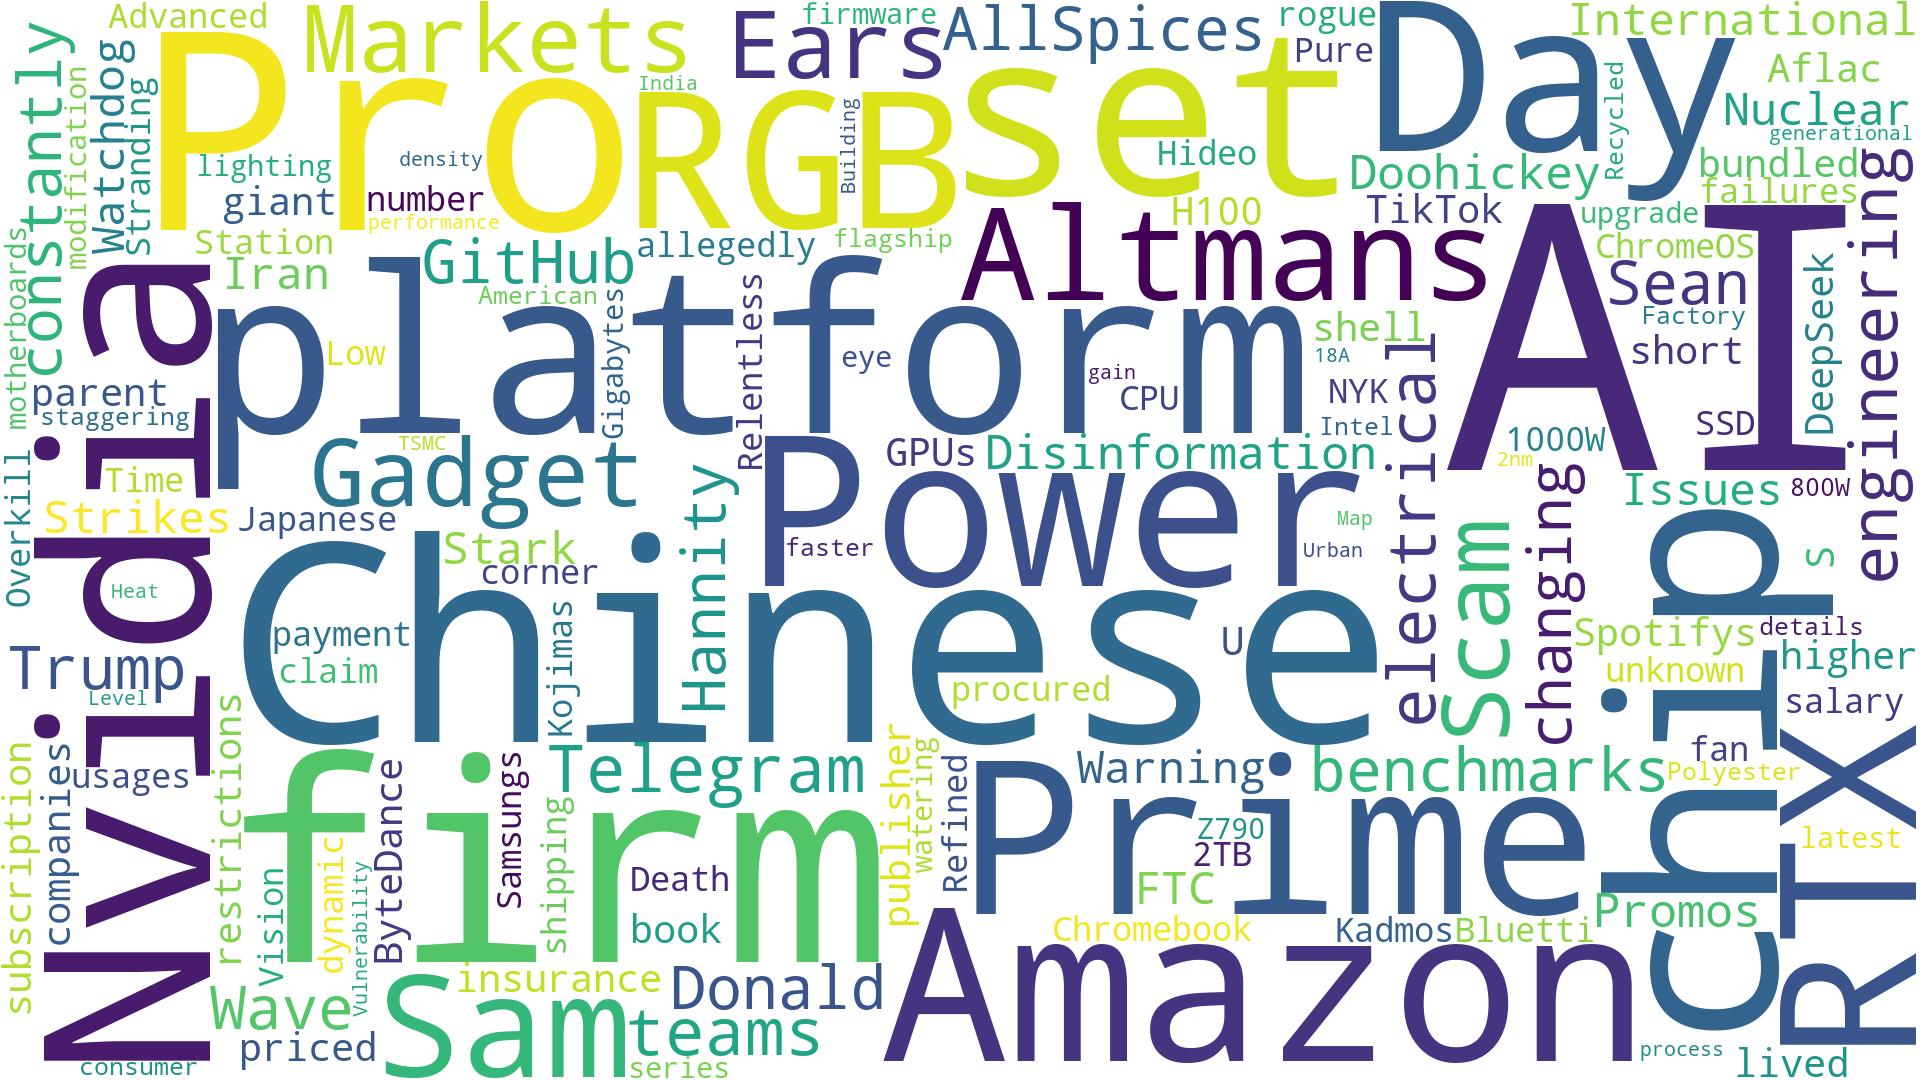 Advanced
Markets
Ears
firmware
AllSpices
rogue
Pure
Day
International
constantly
modification
Watchdog
Stranding
Pro
India
RGB
Building
set
Hideo
Recycled
Aflac
Nuclear
generational
lighting
density
giant
number
performance
Doohickey
bundled
failures
engineering
Station
Iran
GitHub
allegedly
flagship
Altmans
H100
TikTok
upgrade
ChromeOS
AI
Sean
Factory
DeepSeek
motherboards
Nvidia
platform
American
Gigabytes
Relentless
Low
eye
gain
CPU
shell
18A
NYK
Intel
electrical
short
parent
staggering
SSD
TSMC
Gadget
GPUs
Disinformation
1000W
2nm
Overkill
Time
Strikes
Japanese
Hannity
Power
faster
Map
Urban
Scam
changing
Issues
800W
S
Chip
Heat
Stark
corner
Chinese
Kojimas
payment
claim
U
procured
Spotifys
details
unknown
higher
salary
Trump
Level
usages
restrictions
subscription
companies
firm
Telegram
publisher
Watering
Refined
Warning
Prime
benchmarks
fan
Polyester
RTX
latest
Vision
dynamic
Vulnerability
ByteDance
Samsungs
shipping
Death
book
Z790
2TB
FTC
Chromebook
Kadmos
Bluetti
Promos
Wave
priced
consumer
Sam
insurance
Donald
teams
series
Amazon
process
lived